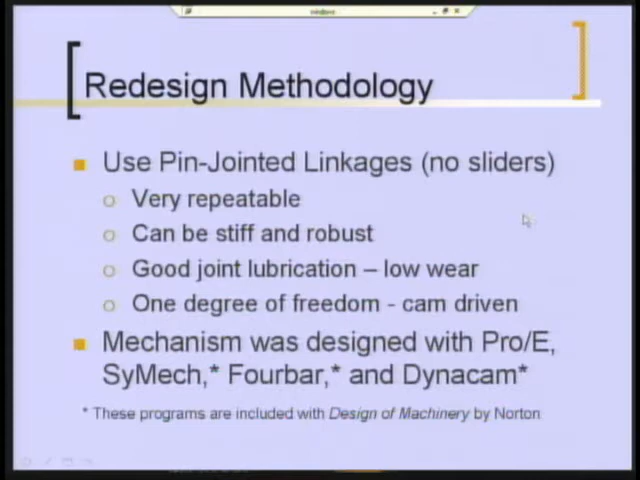 Redesign Methodology
Use Pin-Jointed Linkages (no sliders)
Very repeatable
Can be stiff and robust
Good joint lubrication – low wear
One degree of freedom - cam driven
Mechanism was designed with Pro/E,
SyMech,* Fourbar,* and Dynacam*
* These programs are included with Design of Machinery by Norton